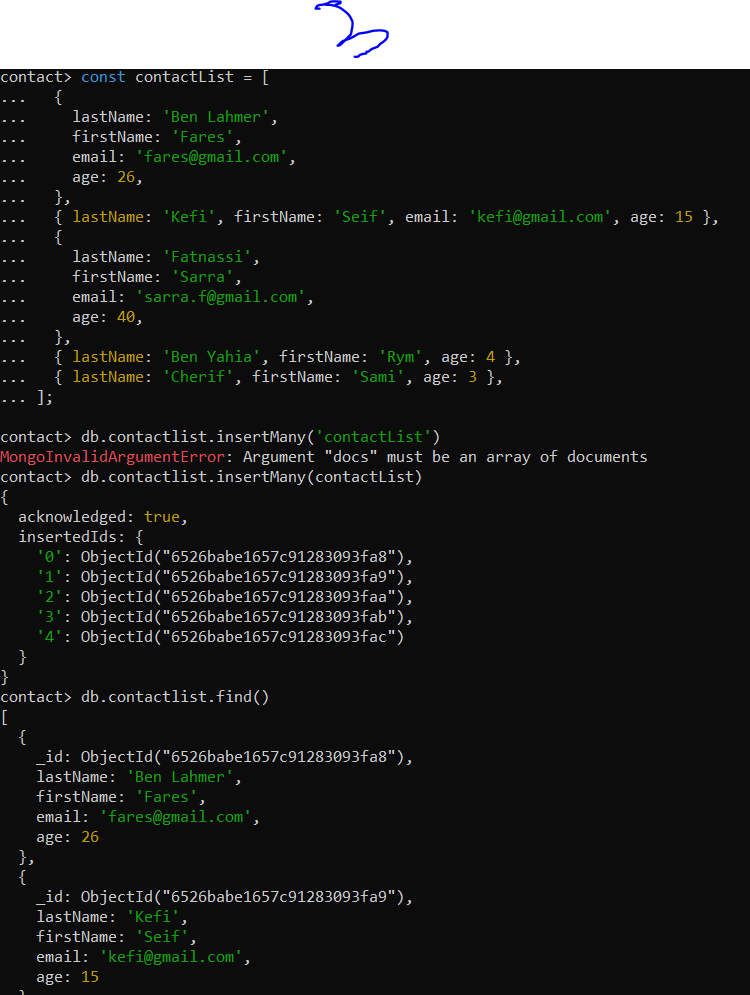 3
contact> const contactList = [
...   {
...     lastName: 'Ben Lahmer',
...     firstName: 'Fares',
...     email: 'fares@gmail.com',
...     age: 26,
...   },
...   { lastName: 'Kefi', firstName: 'Seif', email: 'kefi@gmail.com', age: 15 },
...   {
...     lastName: 'Fatnassi',
...     firstName: 'Sarra',
...     email: 'sarra.f@gmail.com',
...     age: 40,
...   },
...   { lastName: 'Ben Yahia', firstName: 'Rym', age: 4 },
...   { lastName: 'Cherif', firstName: 'Sami', age: 3 },
... ];
contact> db.contactlist.insertMany('contactList')
MongoInvalidArgumentError: Argument "docs" must be an array of documents
contact> db.contactlist.insertMany(contactList)
{
  acknowledged: true,
  insertedIds: {
    '0': ObjectId("6526babe1657c91283093fa8"),
    '1': ObjectId("6526babe1657c91283093fa9"),
    '2': ObjectId("6526babe1657c91283093faa"),
    '3': ObjectId("6526babe1657c91283093fab"),
    '4': ObjectId("6526babe1657c91283093fac")
  }
}
contact> db.contactlist.find()
[
  {
    _id: ObjectId("6526babe1657c91283093fa8"),
    lastName: 'Ben Lahmer',
    firstName: 'Fares',
    email: 'fares@gmail.com',
    age: 26
  },
  {
    _id: ObjectId("6526babe1657c91283093fa9"),
    lastName: 'Kefi',
    firstName: 'Seif',
    email: 'kefi@gmail.com',
    age: 15